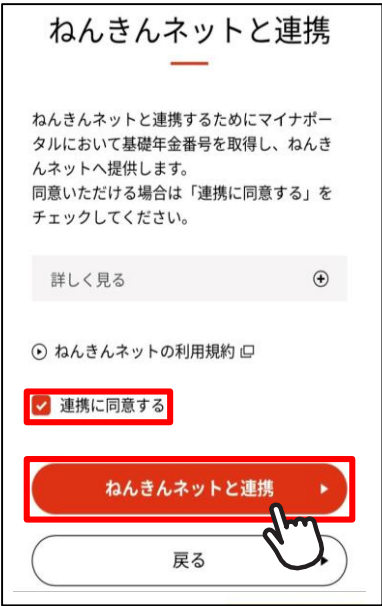 ねんきんネットと連携
ねんきんネットと連携するためにマイナポー
タルにおいて基礎年金番号を取得し、ねんき
んネットへ提供します。
同意いただける場合は「連携に同意する」を
チェックしてください。
詳しく見る
ねんきんネットの利用規約
連携に同意する
ねんきんネットと連携
戻る